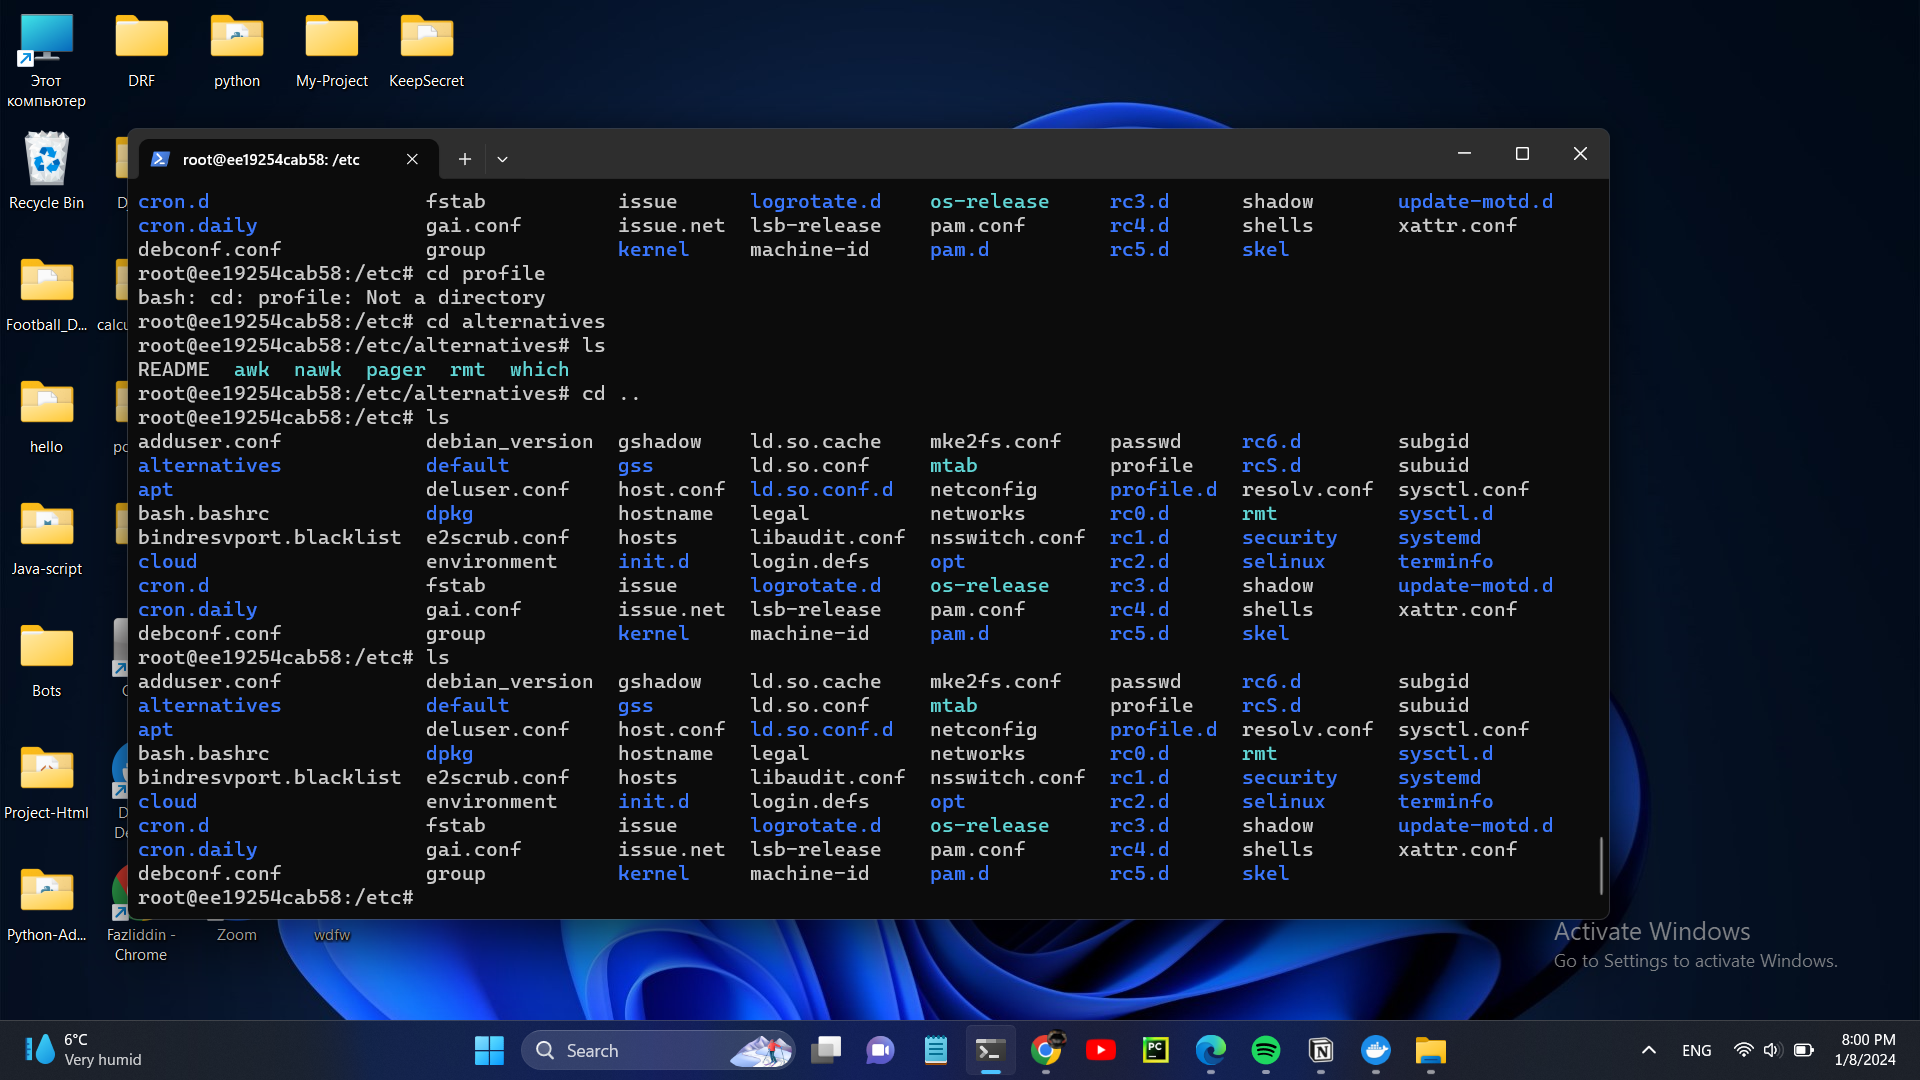 Этот компьютер
DRF
python
My-Project
KeepSecret
Recycle Bin
Football_D...
calcu
hello
Java-script
Bots
Project-Html
Python-Ad...
Fazliddin - Chrome
Zoom
wdfw
root@ee19254cab58: /etc
cron.d fstab issue logrotate.d os-release rc3.d shadow update-motd.d
cron.daily gai.conf issue.net lsb-release pam.conf rc4.d shells xattr.conf
debconf.conf group kernel machine-id pam.d rc5.d skel
root@ee19254cab58:/etc# cd profile
bash: cd: profile: Not a directory
root@ee19254cab58:/etc# cd alternatives
root@ee19254cab58:/etc/alternatives# ls
README awk nawk pager rmt which
root@ee19254cab58:/etc/alternatives# cd ..
root@ee19254cab58:/etc# ls
adduser.conf debian_version gshadow ld.so.cache mke2fs.conf passwd rc6.d subgid
alternatives default gss ld.so.conf mtab profile rcS.d subuid
apt deluser.conf host.conf ld.so.conf.d netconfig profile.d resolv.conf sysctl.conf
bash.bashrc dpkg hostname legal networks rc0.d rmt sysctl.d
bindresvport.blacklist e2scrub.conf hosts libaudit.conf nsswitch.conf rc1.d security systemd
cloud environment init.d login.defs opt rc2.d selinux terminfo
cron.d fstab issue logrotate.d os-release rc3.d shadow update-motd.d
cron.daily gai.conf issue.net lsb-release pam.conf rc4.d shells xattr.conf
debconf.conf group kernel machine-id pam.d rc5.d skel
root@ee19254cab58:/etc# ls
adduser.conf debian_version gshadow ld.so.cache mke2fs.conf passwd rc6.d subgid
alternatives default gss ld.so.conf mtab profile rcS.d subuid
apt deluser.conf host.conf ld.so.conf.d netconfig profile.d resolv.conf sysctl.conf
bash.bashrc dpkg hostname legal networks rc0.d rmt sysctl.d
bindresvport.blacklist e2scrub.conf hosts libaudit.conf nsswitch.conf rc1.d security systemd
cloud environment init.d login.defs opt rc2.d selinux terminfo
cron.d fstab issue logrotate.d os-release rc3.d shadow update-motd.d
cron.daily gai.conf issue.net lsb-release pam.conf rc4.d shells xattr.conf
debconf.conf group kernel machine-id pam.d rc5.d skel
root@ee19254cab58:/etc#
Activate Windows
Go to Settings to activate Windows.
6°C
Very humid
Search
PC
ENG
8:00 PM
1/8/2024